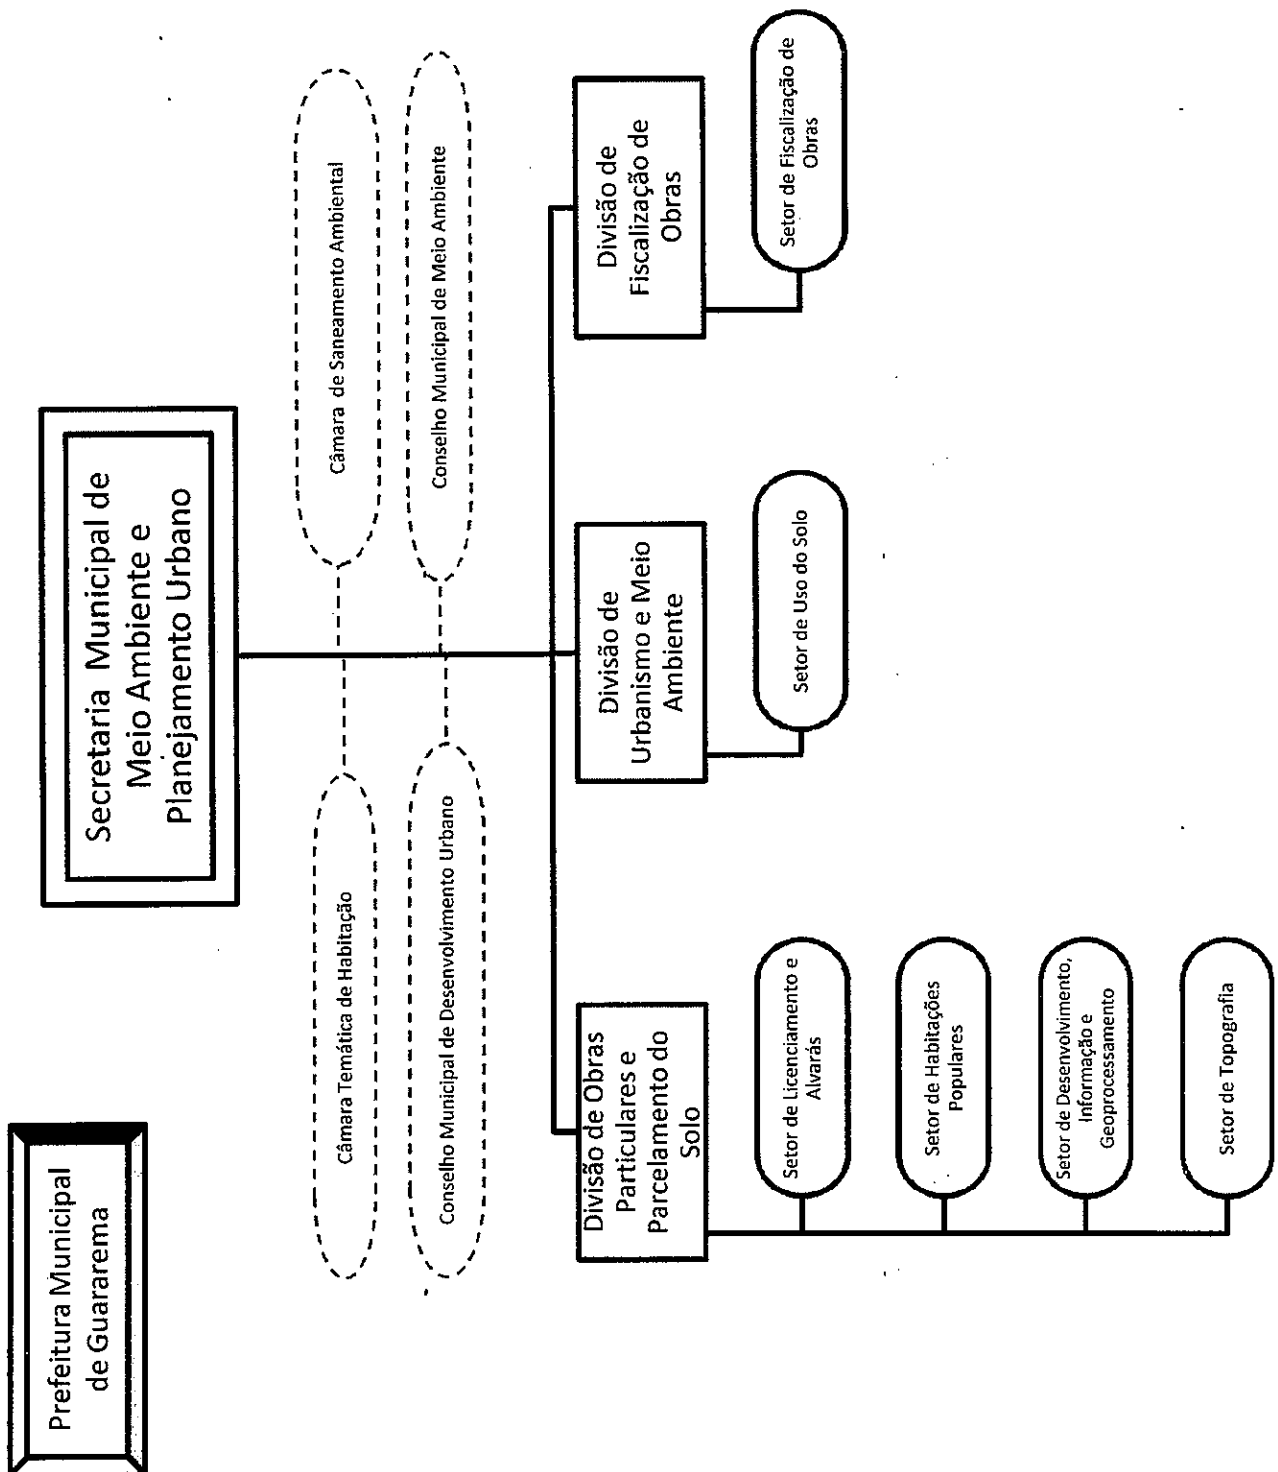 Prefeitura Municipal
de Guararema
Secretaria Municipal de
Meio Ambiente e
Planejamento Urbano
Câmara Temática de Habitação
Câmara de Saneamento Ambiental
Conselho Municipal de Desenvolvimento Urbano
Conselho Municipal de Meio Ambiente
Divisão de Obras
Particulares e
Parcelamento do
Solo
Divisão de
Urbanismo e Meio
Ambiente
Divisão de
Fiscalização de
Obras
Setor de Licenciamento e
Alvarás
Setor de Habitações
Populares
Setor de Desenvolvimento,
Informação e
Geoprocessamento
Setor de Topografia
Setor de Uso do Solo
Setor de Fiscalização de
Obras